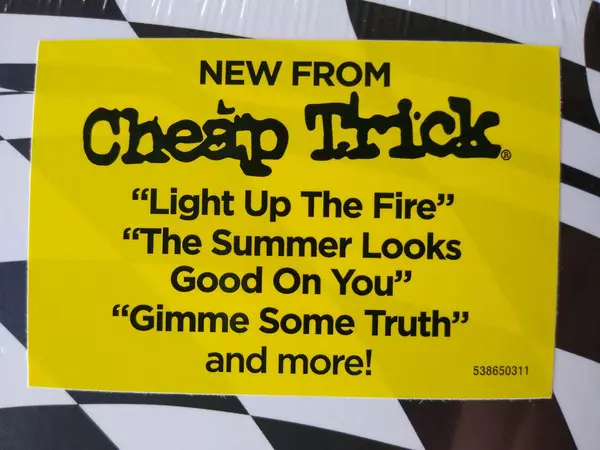 NEW FROM
Cheap Trick®
“Light Up The Fire”
“The Summer Looks
Good On You”
“Gimme Some Truth”
and more!
538650311